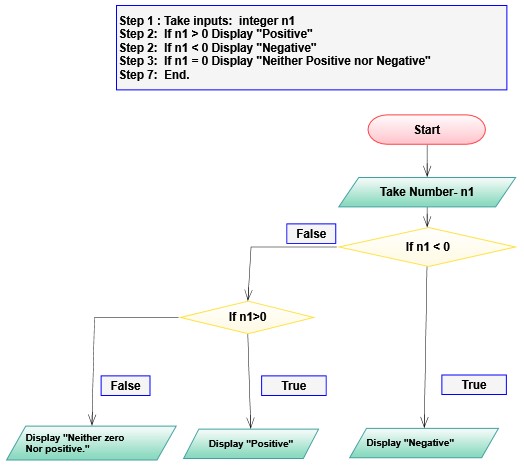 Step 1 : Take inputs:  integer n1
Step 2:  If n1 > 0 Display "Positive"
Step 2:  If n1 < 0 Display "Negative"
Step 3:  If n1 = 0 Display "Neither Positive nor Negative"
Step 7:  End.
Start
Take Number- n1
False
If n1 < 0
If n1>0
False
True
True
Display "Neither zero
Nor positive."
Display "Positive"
Display "Negative"